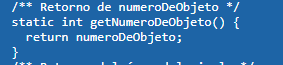 /** Retorno de numeroDeObjeto */
static int getNumeroDeObjeto() {
return numeroDeObjeto;
}